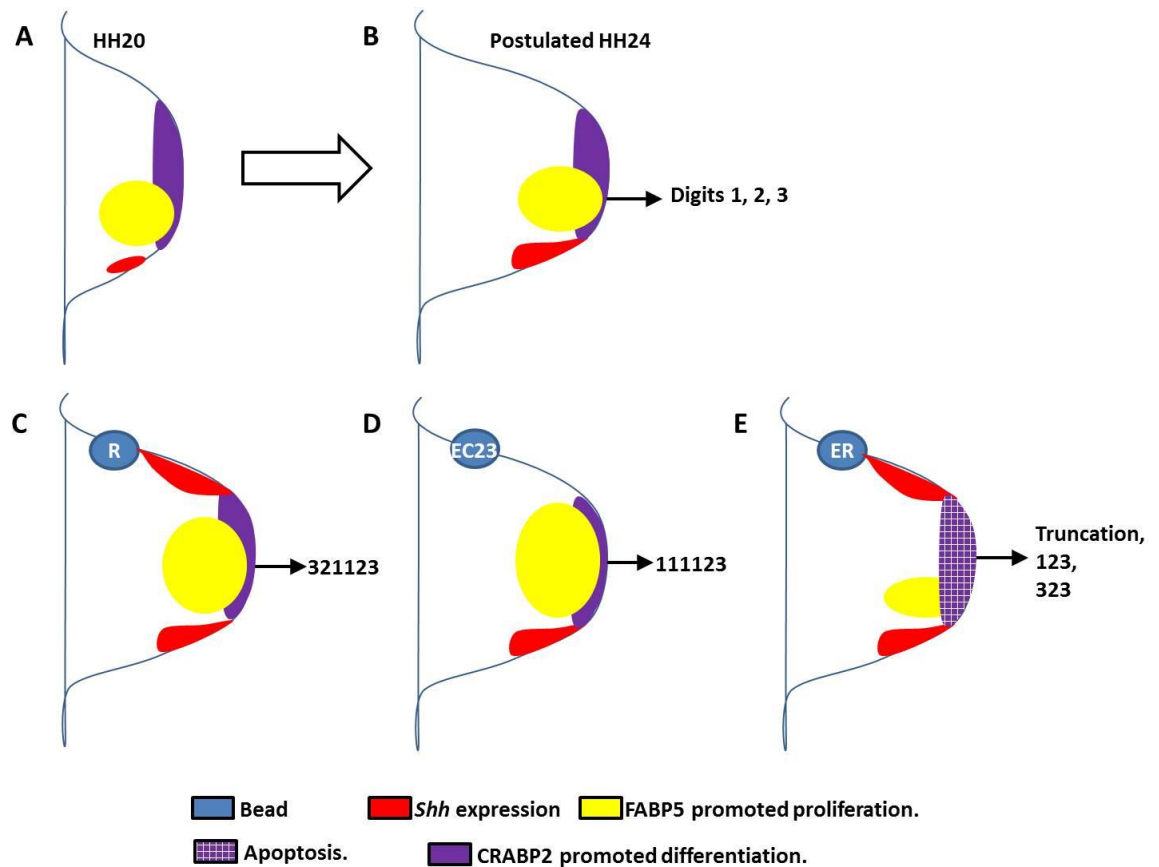 A
HH20
B
Postulated HH24
Digits 1, 2, 3
C
R
321123
D
EC23
111123
E
ER
Truncation,
123,
323
Bead
Shh expression
FABP5 promoted proliferation.
Apoptosis.
CRABP2 promoted differentiation.